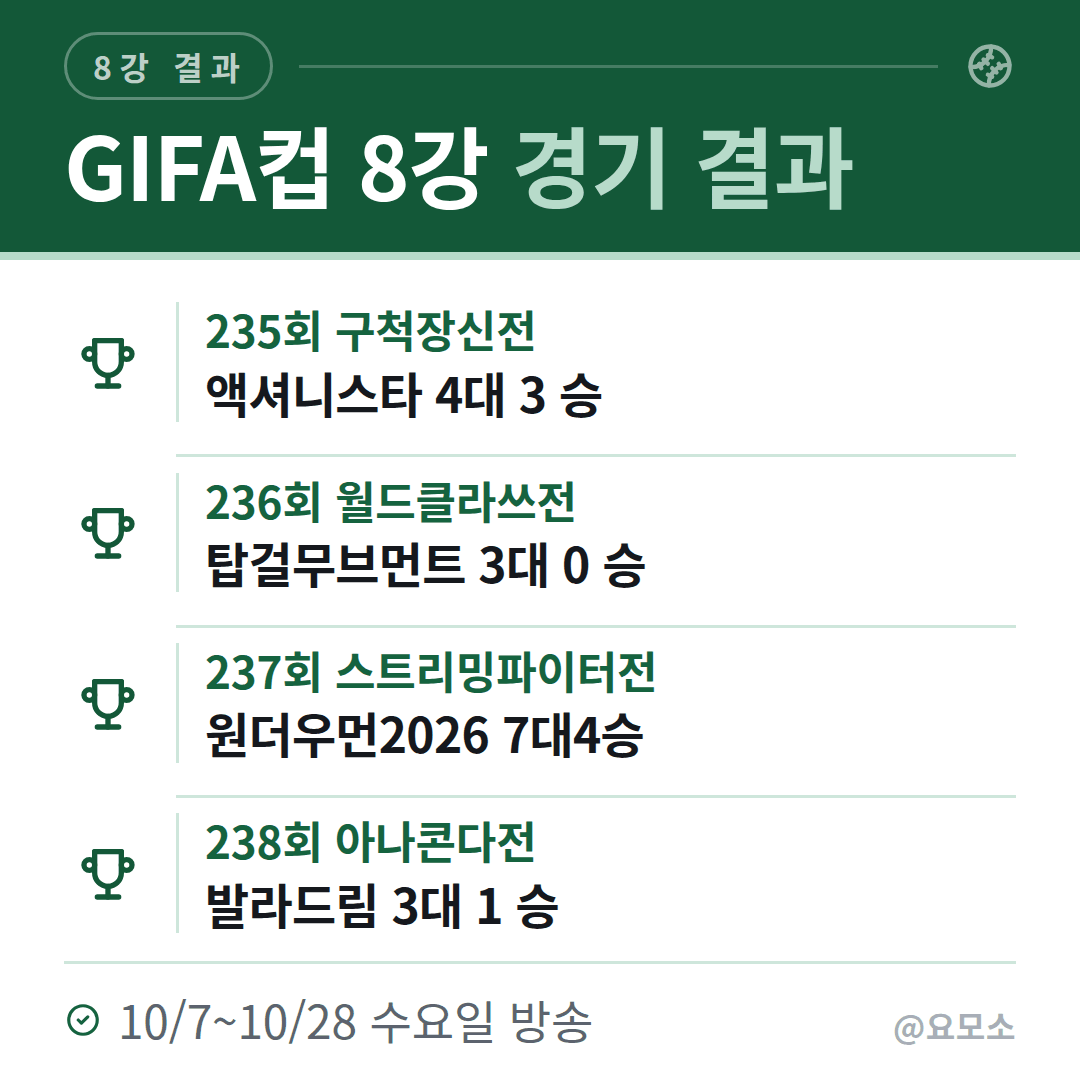 8강 결과
GIFA컵 8강 경기 결과
235회 구척장신전
액셔니스타 4대 3 승
236회 월드클라쓰전
탑걸무브먼트 3대 0 승
237회 스트리밍파이터전
원더우먼2026 7대4승
238회 아나콘다전
발라드림 3대 1 승
10/7~10/28 수요일 방송
@요모소